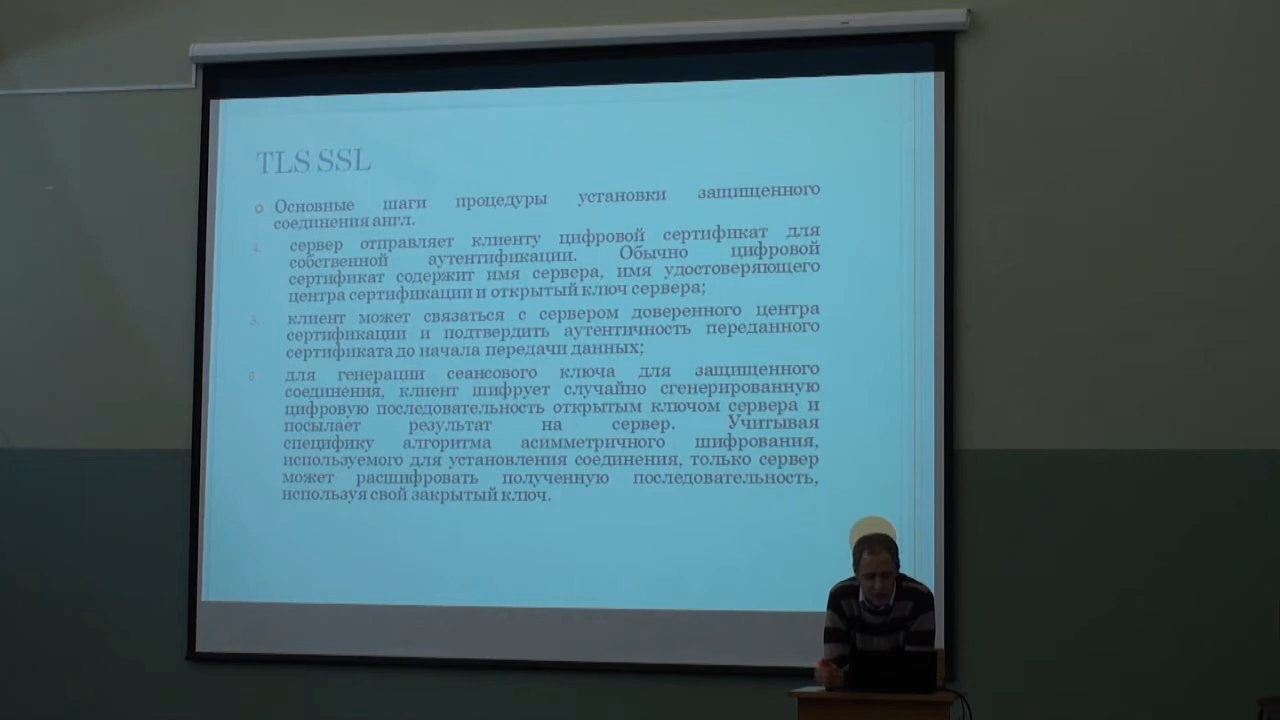 TLS SSL
Основные шаги процедуры установки защищенного
соединения англ.
4. сервер отправляет клиенту цифровой сертификат для
собственной аутентификации. Обычно цифровой
сертификат содержит имя сервера, имя удостоверяющего
центра сертификации и открытый ключ сервера;
5. клиент может связаться с сервером доверенного центра
сертификации и подтвердить аутентичность переданного
сертификата до начала передачи данных;
6. для генерации сеансового ключа для защищенного
соединения, клиент шифрует случайно сгенерированную
цифровую последовательность открытым ключом сервера и
посылает результат на сервер. Учитывая
специфику алгоритма асимметричного шифрования,
используемого для установления соединения, только сервер
может расшифровать полученную последовательность,
используя свой закрытый ключ.